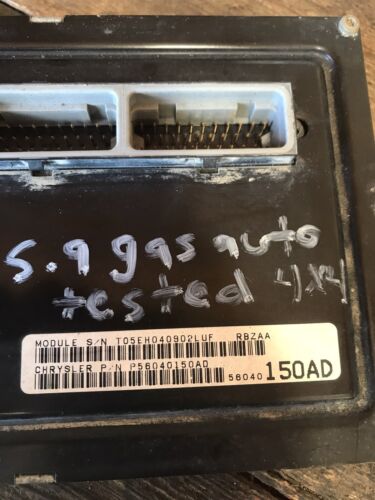 5.9 gas auto
tested 4x4
MODULE S/N T05EH040902LUF RBZAA
CHRYSLER P/N P56040150AD
56040 150AD